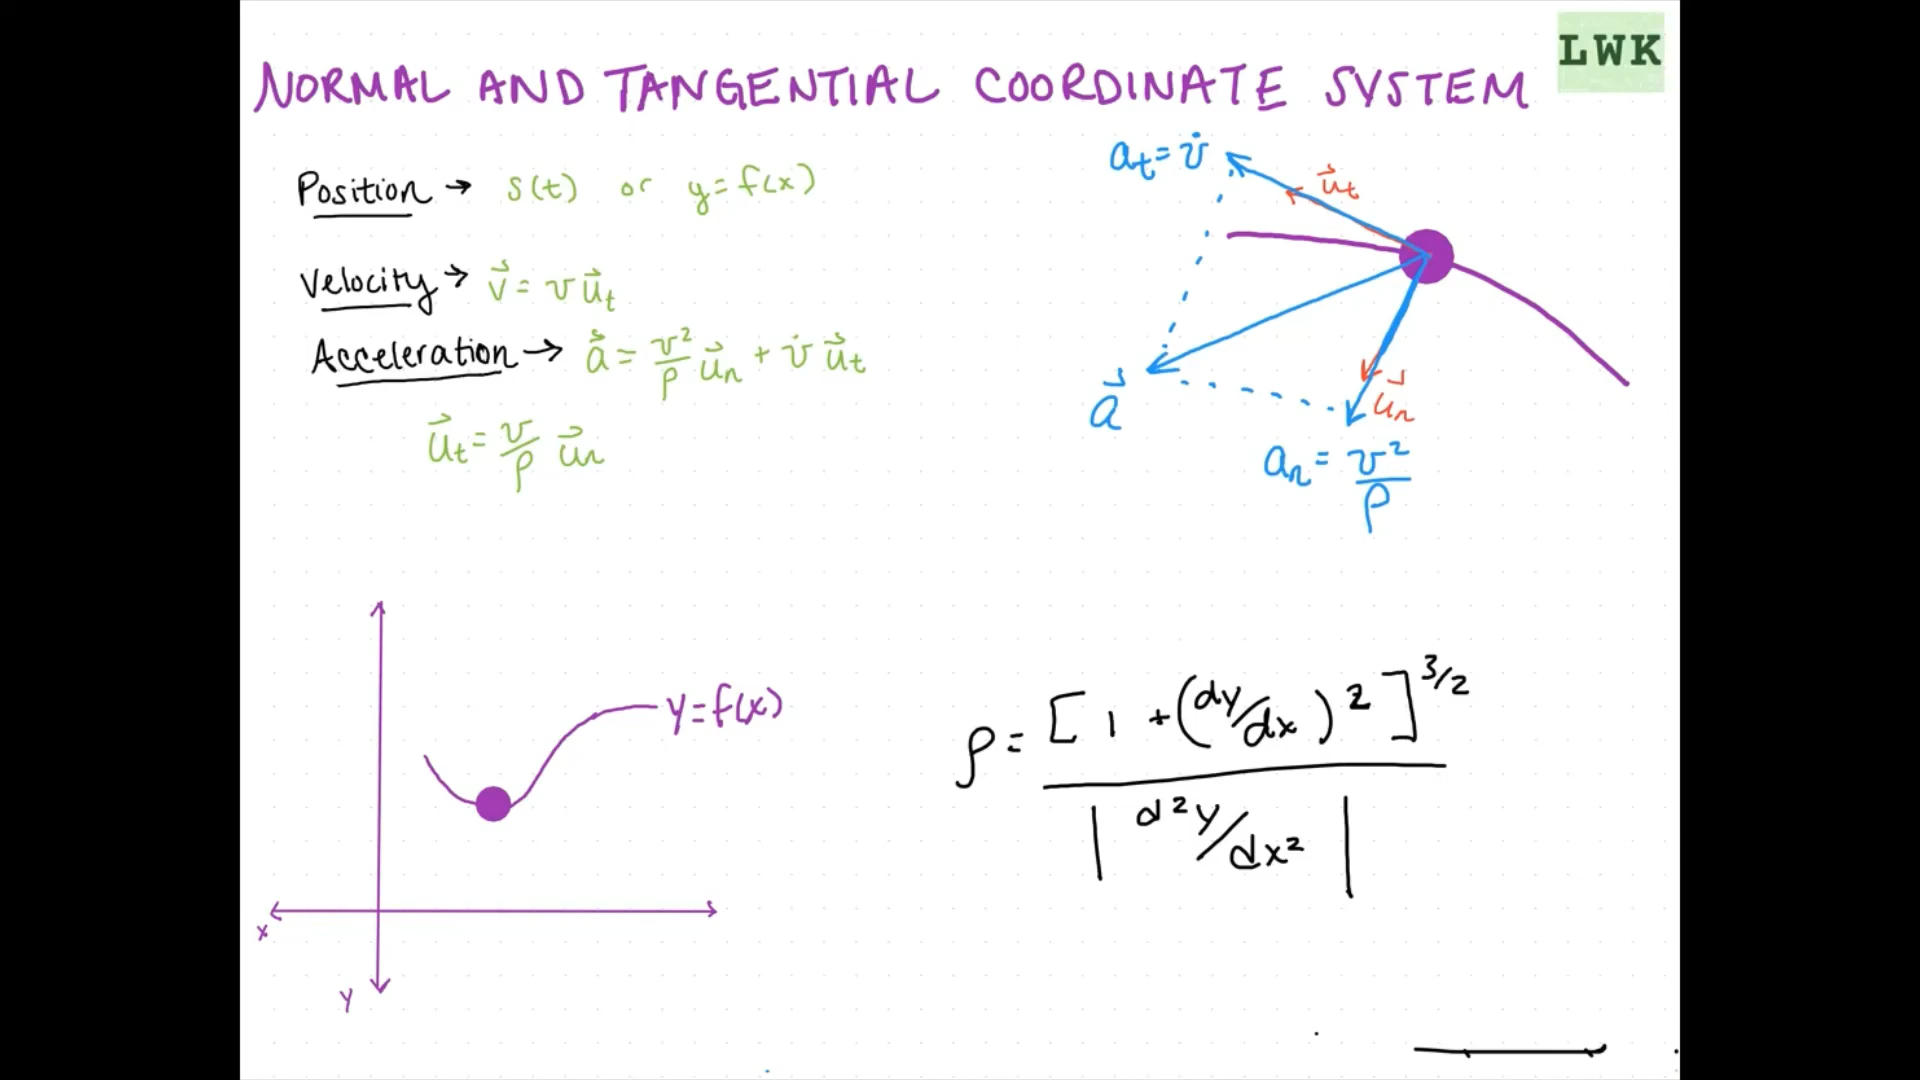 NORMAL AND TANGENTIAL COORDINATE SYSTEM
LWK
Position → s(t) or y=f(x)
Velocity → v⃗ = v u⃗t
Acceleration → a⃗ = v²/ρ u⃗n + v̇ u⃗t
u⃗t = v/ρ u⃗n
at = v̇
u⃗t
a⃗
u⃗n
an = v²/ρ
y=f(x)
x
y
ρ = [1 + (dy/dx)²]^3/2
|d²y/dx²|